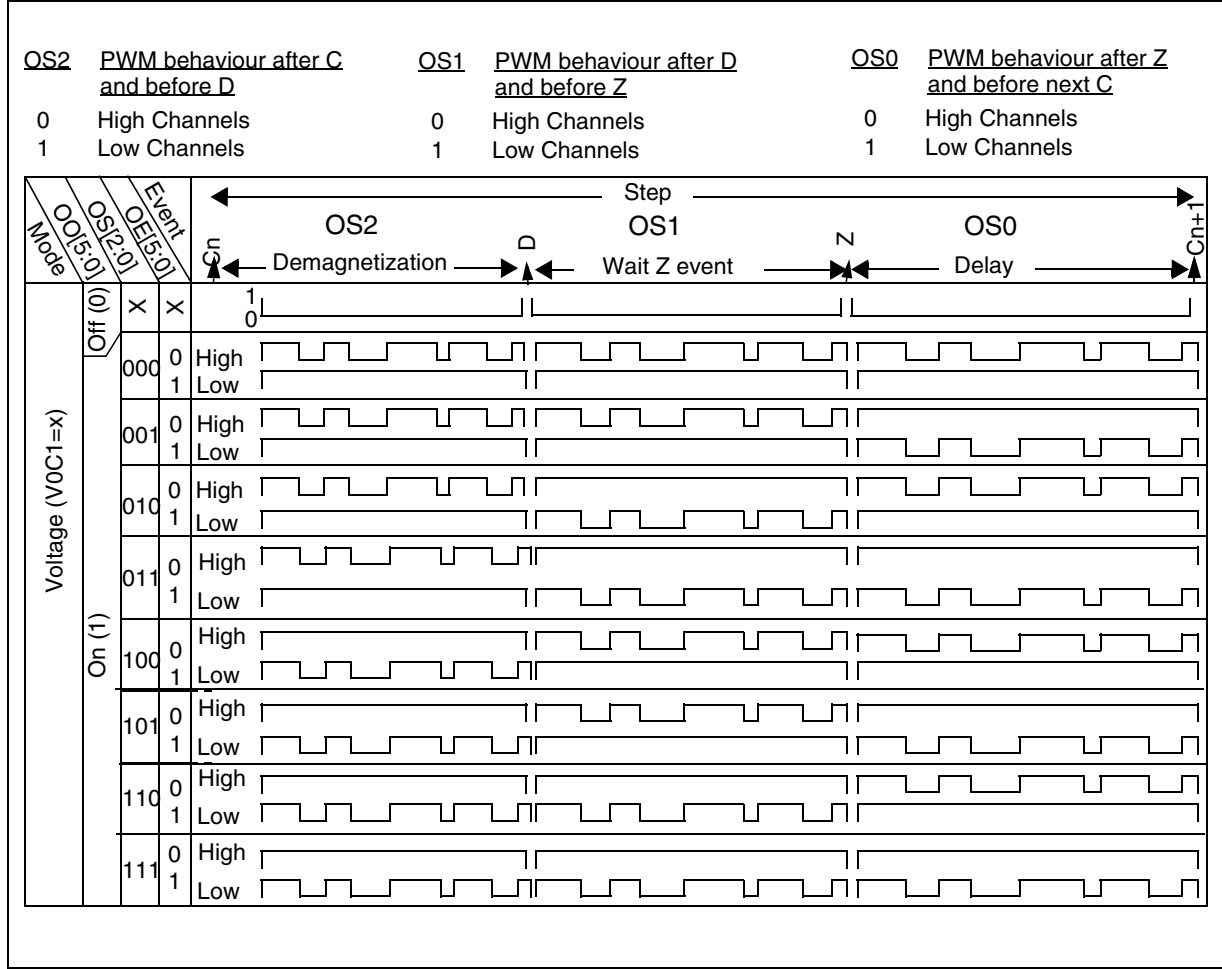 OS2 PWM behaviour after C and before D
0 High Channels
1 Low Channels
OS1 PWM behaviour after D and before Z
0 High Channels
1 Low Channels
OS0 PWM behaviour after Z and before next C
0 High Channels
1 Low Channels
Mode
OO[5:0]
OS[2:0]
OE[5:0]
Event
Step
Cn
OS2
Demagnetization
D
OS1
Wait Z event
Z
OS0
Delay
Cn+1
Voltage (V0C1=x)
Off (0)
X X
1
0
On (1)
000 0 High
1 Low
001 0 High
1 Low
010 0 High
1 Low
011 0 High
1 Low
100 0 High
1 Low
101 0 High
1 Low
110 0 High
1 Low
111 0 High
1 Low